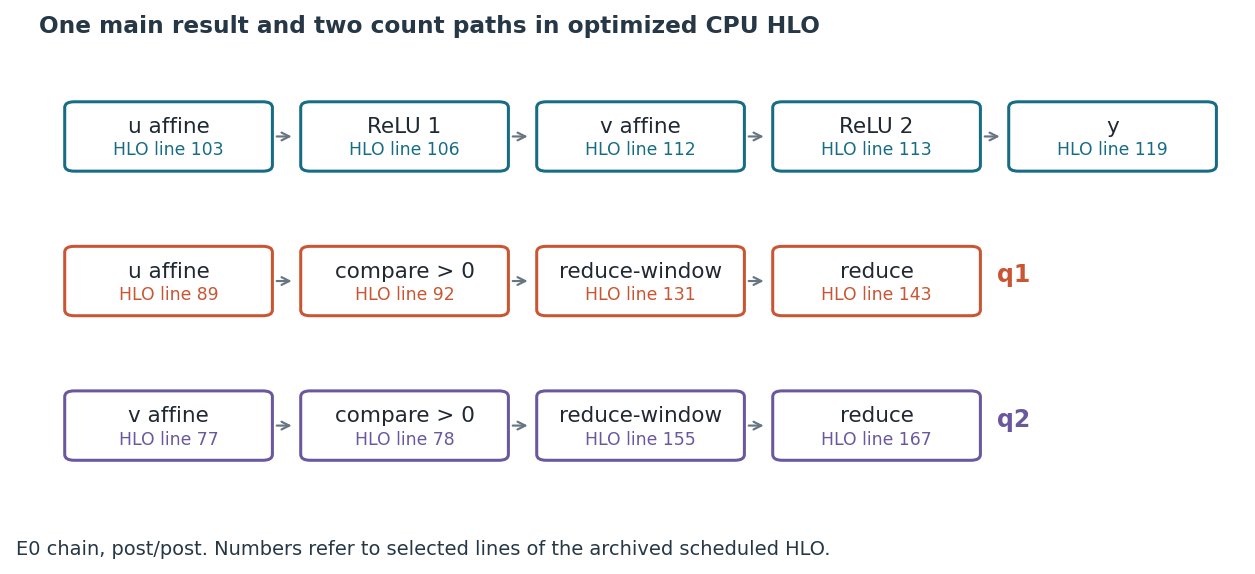 One main result and two count paths in optimized CPU HLO
u affine
HLO line 103
ReLU 1
HLO line 106
v affine
HLO line 112
ReLU 2
HLO line 113
y
HLO line 119
u affine
HLO line 89
compare > 0
HLO line 92
reduce-window
HLO line 131
reduce
HLO line 143
q1
v affine
HLO line 77
compare > 0
HLO line 78
reduce-window
HLO line 155
reduce
HLO line 167
q2
E0 chain, post/post. Numbers refer to selected lines of the archived scheduled HLO.